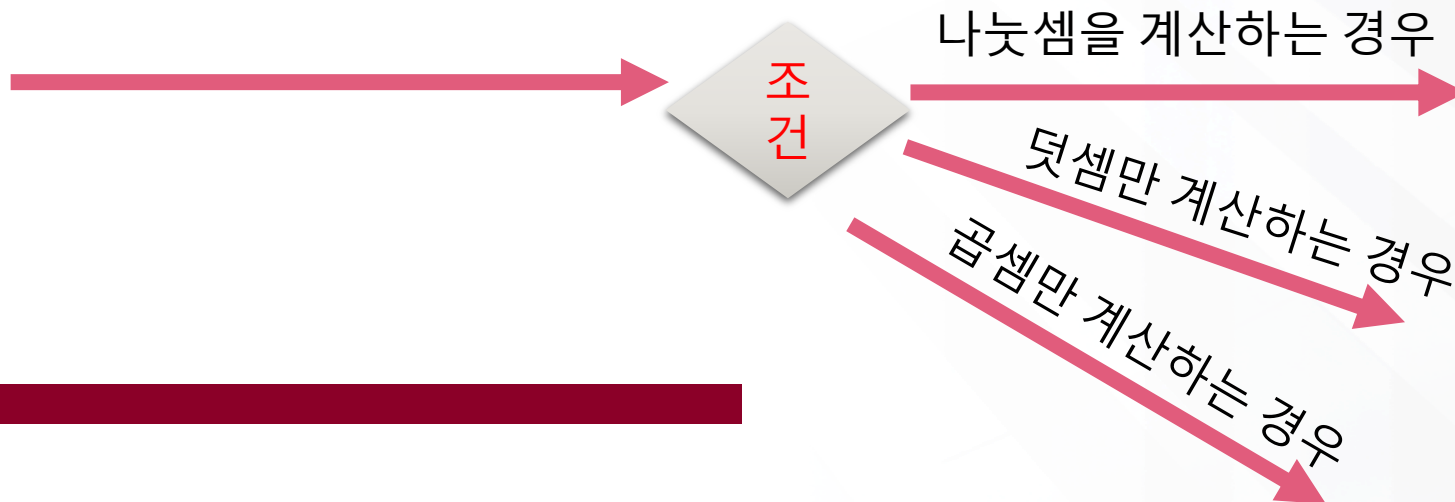 나눗셈을 계산하는 경우
조
건
덧셈만 계산하는 경우
곱셈만 계산하는 경우